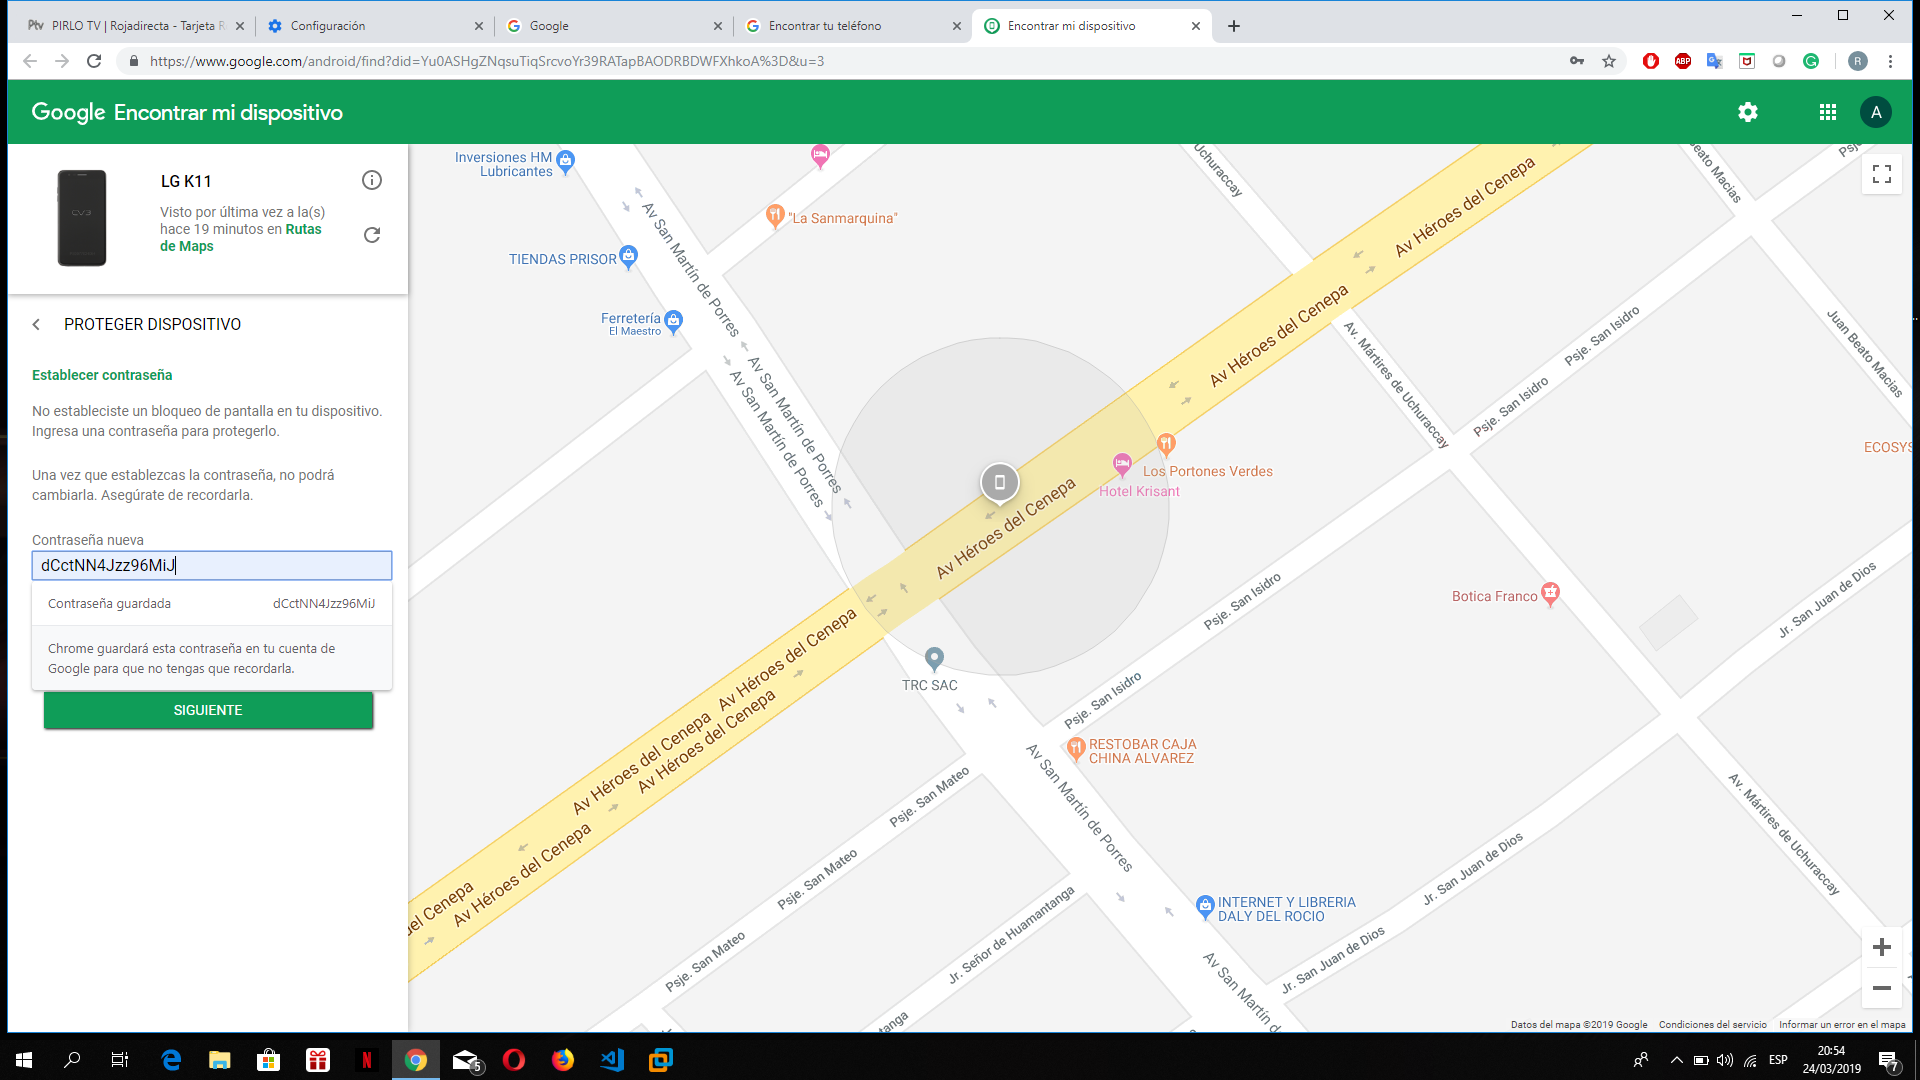 PIRLO TV | Rojadirecta - Tarjeta R
Configuración
Google
Encontrar tu teléfono
Encontrar mi dispositivo
https://www.google.com/android/find?did=Yu0ASHgZNqsuTiqSrcvoYr39RATapBAODRBDWFXhkoA%3D&u=3
ABP
R
Google Encontrar mi dispositivo
A
LG K11
Visto por última vez a la(s)
hace 19 minutos en Rutas
de Maps
PROTEGER DISPOSITIVO
Establecer contraseña
No estableciste un bloqueo de pantalla en tu dispositivo.
Ingresa una contraseña para protegerlo.
Una vez que establezcas la contraseña, no podrá
cambiarla. Asegúrate de recordarla.
Contraseña nueva
dCctNN4Jzz96MiJ
Contraseña guardada dCctNN4Jzz96MiJ
Chrome guardará esta contraseña en tu cuenta de
Google para que no tengas que recordarla.
SIGUIENTE
Inversiones HM
Lubricantes
"La Sanmarquina"
TIENDAS PRISOR
Ferretería
El Maestro
Av San Martín de Porres
Av San Martín de Porres
Av San Martín de Porres
Uchuraccay
Beato Macias
Psje
Av Héroes del Cenepa
Av Héroes del Cenepa
Psje. San Isidro
Juan Beato Macias
Av. Mártires de Uchuraccay
Psje. San Isidro
ECOSYS
Los Portones Verdes
Hotel Krisant
Av Héroes del Cenepa
Psje. San Isidro
Botica Franco
Jr. San Juan de Dios
Av Héroes del Cenepa
TRC SAC
Psje. San Isidro
Av Héroes del Cenepa
Av Héroes del Cenepa
RESTOBAR CAJA
CHINA ALVAREZ
Av San Martín de Porres
Psje. San Mateo
Av. Mártires de Uchuraccay
Av Héroes del Cenepa
Psje. San Mateo
Jr. San Juan de Dios
del Cenepa
Jr. Señor de Huamantanga
INTERNET Y LIBRERIA
DALY DEL ROCIO
Psje. San Mateo
Jr. San Juan de Dios
Av San Martín d
antanga
Datos del mapa ©2019 Google Condiciones del servicio Informar un error en el mapa
5
ESP
20:54
24/03/2019
7